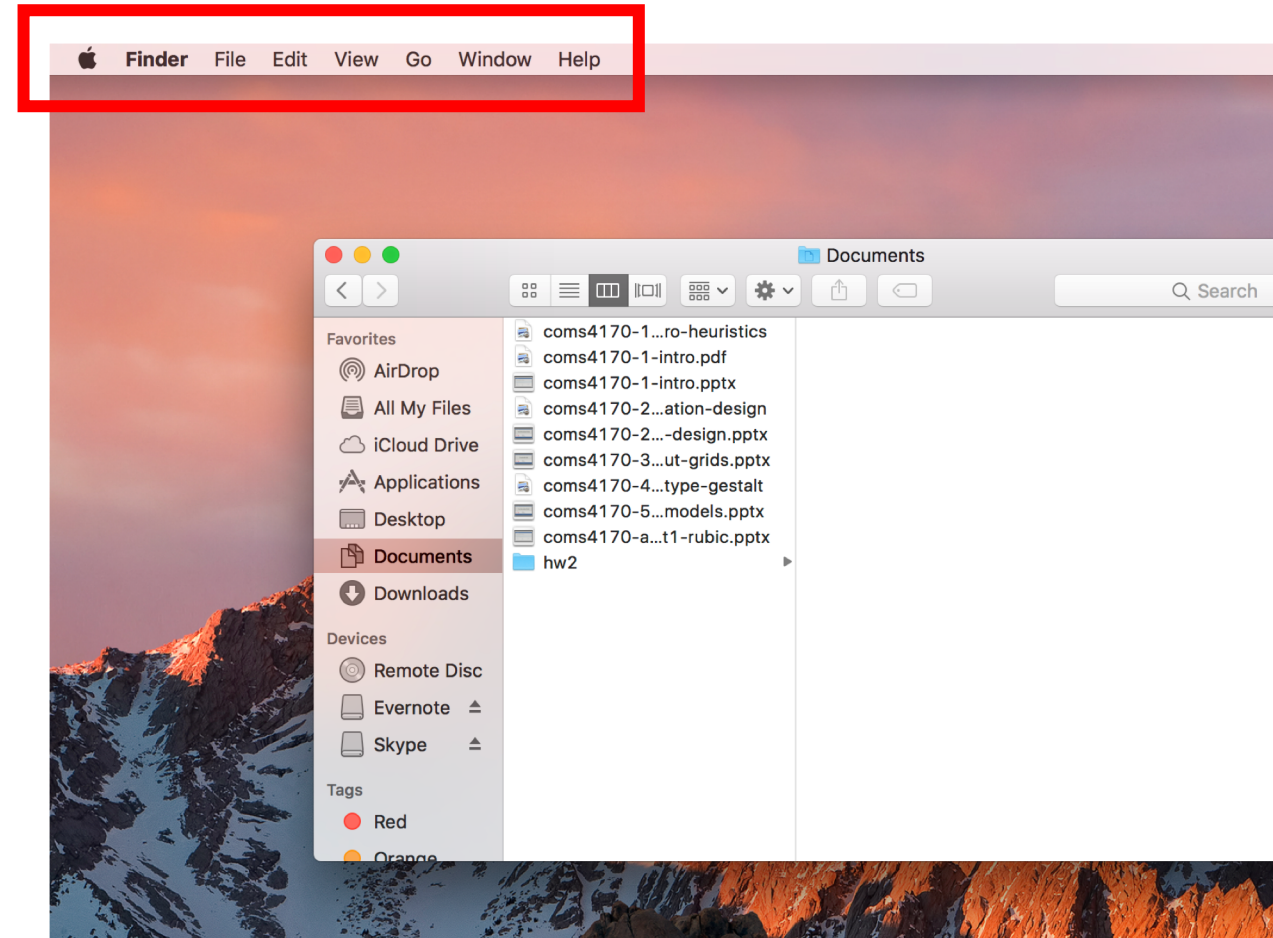 Finder File Edit View Go Window Help
Documents
Search
Favorites
AirDrop
All My Files
iCloud Drive
Applications
Desktop
Documents
Downloads
Devices
Remote Disc
Evernote
Skype
Tags
Red
Orange
coms4170-1...ro-heuristics
coms4170-1-intro.pdf
coms4170-1-intro.pptx
coms4170-2...ation-design
coms4170-2...-design.pptx
coms4170-3...ut-grids.pptx
coms4170-4...type-gestalt
coms4170-5...models.pptx
coms4170-a...t1-rubic.pptx
hw2